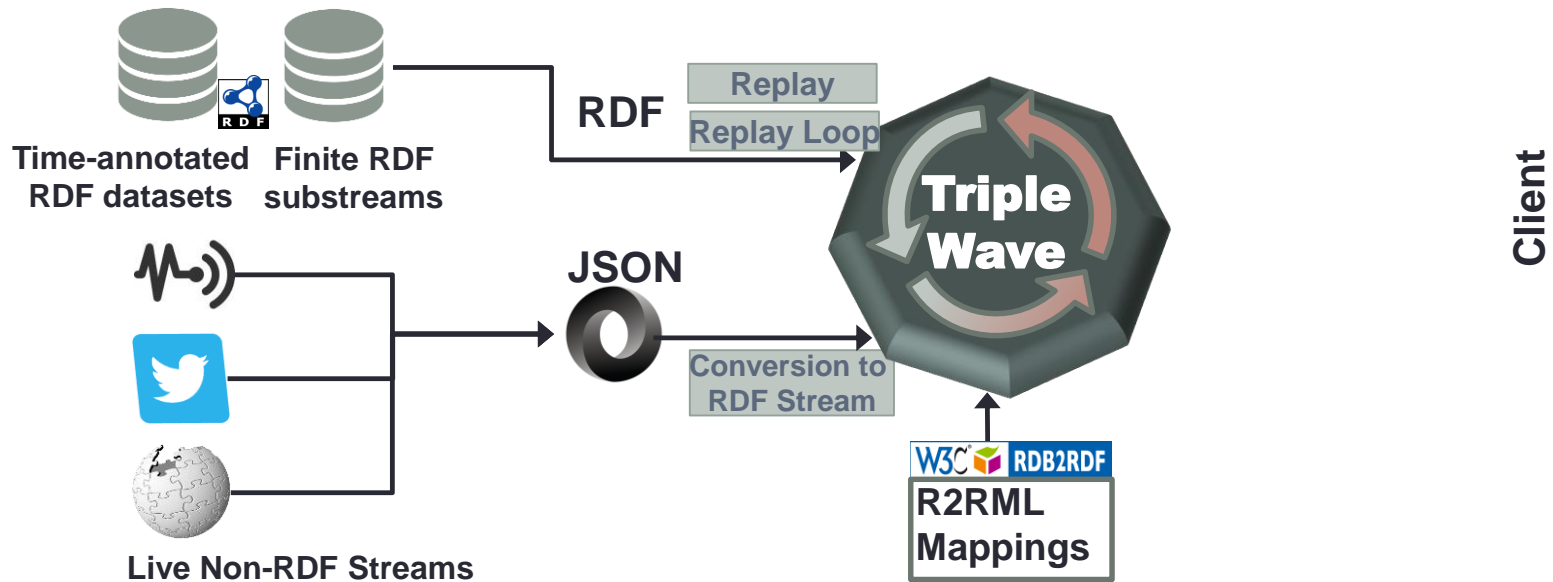 Time-annotated
RDF datasets
RDF
Finite RDF
substreams
RDF
Replay
Replay Loop
Triple
Wave
JSON
Conversion to
RDF Stream
Live Non-RDF Streams
W3C® RDB2RDF
R2RML
Mappings
Client